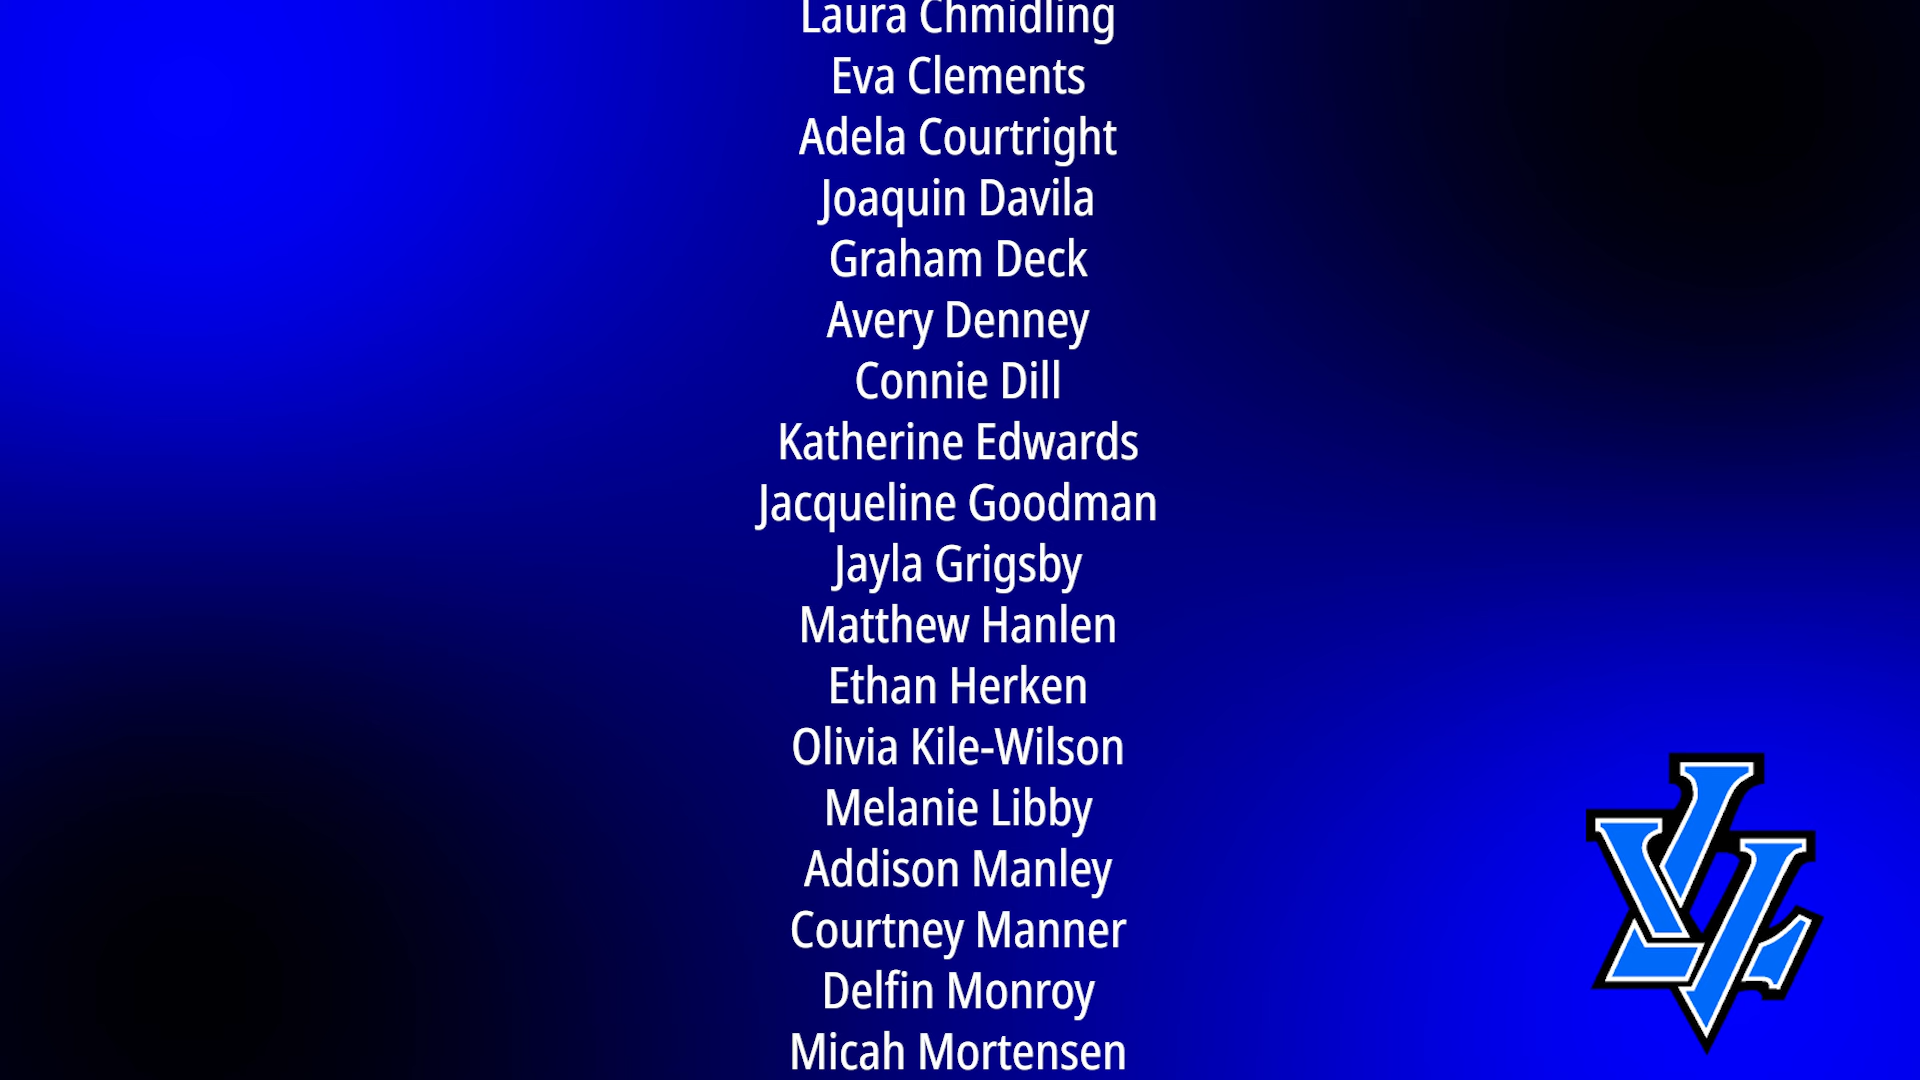 Laura Chmidling
Eva Clements
Adela Courtright
Joaquin Davila
Graham Deck
Avery Denney
Connie Dill
Katherine Edwards
Jacqueline Goodman
Jayla Grigsby
Matthew Hanlen
Ethan Herken
Olivia Kile-Wilson
Melanie Libby
Addison Manley
Courtney Manner
Delfin Monroy
Micah Mortensen